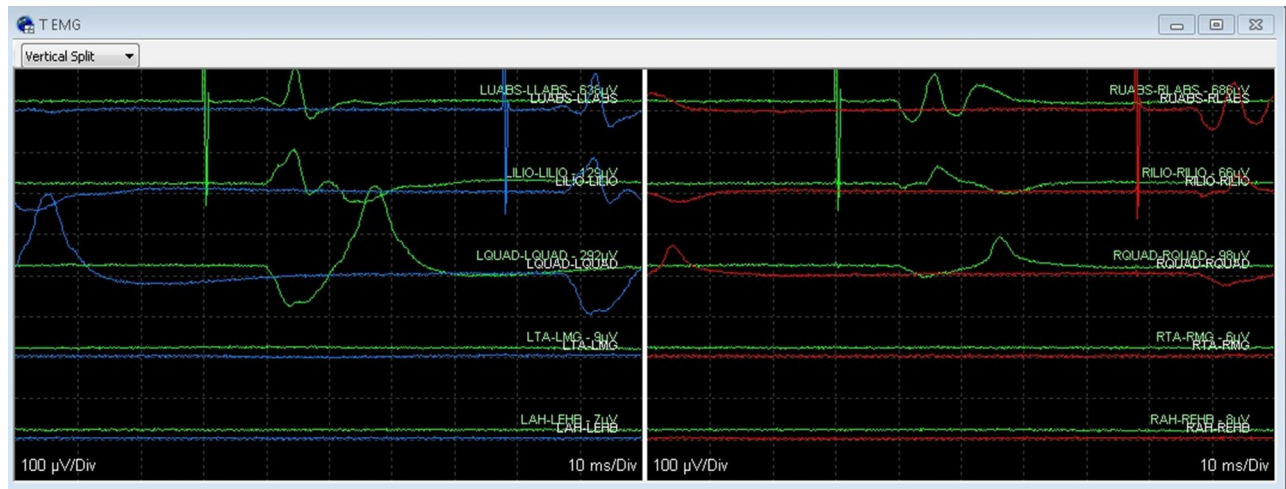 T EMG
Vertical Split
LUABS-LLABS - 638µV
LUABS-LLABS
LILIO-LILIO - 129µV
LILIO-LILIO
LQUAD-LQUAD - 292µV
LQUAD-LQUAD
LTA-LMG - 9µV
LTA-LMG
LAH-LEHB - 7µV
LAH-LEHB
100 µV/Div
10 ms/Div
RUABS-RLABS - 686µV
RUABS-RLABS
RILIO-RILIO - 66µV
RILIO-RILIO
RQUAD-RQUAD - 98µV
RQUAD-RQUAD
RTA-RMG - 6µV
RTA-RMG
RAH-REHB - 8µV
RAH-REHB
100 µV/Div
10 ms/Div